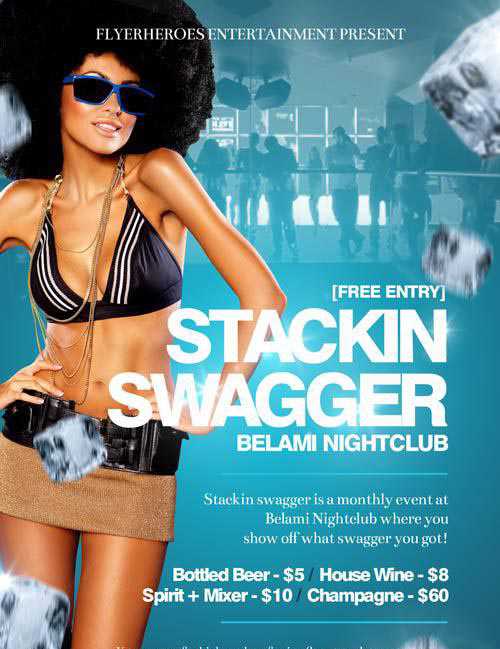 FLYERHEROES ENTERTAINMENT PRESENT
[FREE ENTRY]
STACKIN
SWAGGER
BELAMI NIGHTCLUB
Stackin swagger is a monthly event at
Belami Nightclub where you
show off what swagger you got!
Bottled Beer - $5 / House Wine - $8
Spirit + Mixer - $10 / Champagne - $60